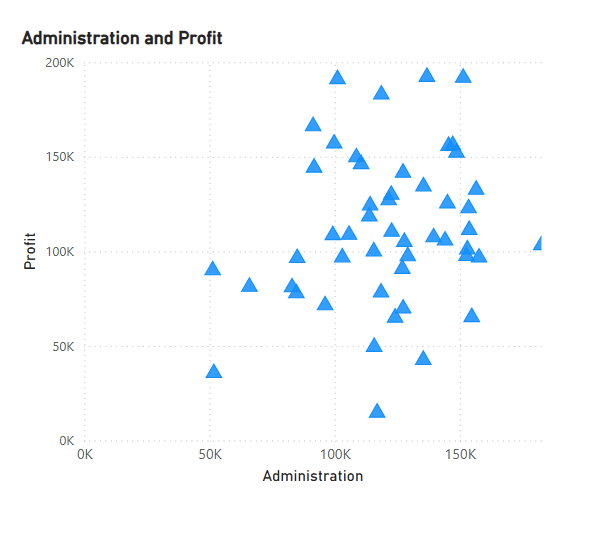 Administration and Profit
200K
150K
Profit
100K
50K
0K
0K 50K 100K 150K
Administration